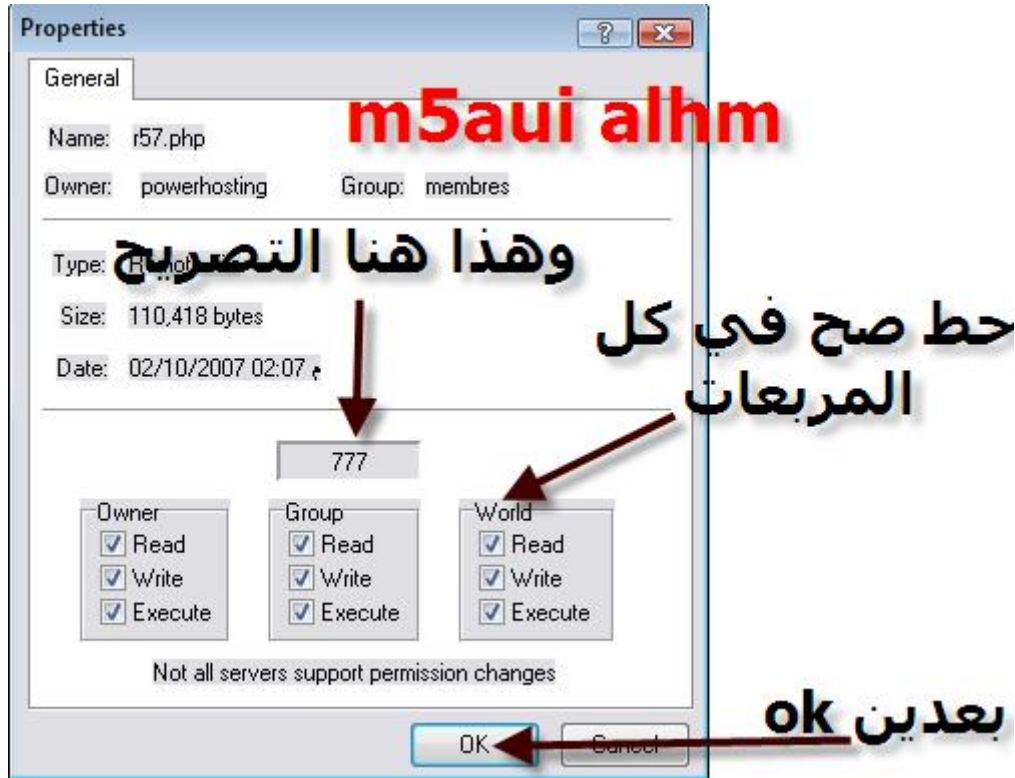 Properties
General
m5aui alhm
Name: r57.php
Owner: powerhosting Group: membres
وهذا هنا التصريح
Type:
Size: 110,418 bytes
حط صح في كل
المربعات
Date: 02/10/2007 02:07 م
777
Owner Group World
Read Read Read
Write Write Write
Execute Execute Execute
Not all servers support permission changes
بعدين ok
OK Cancel